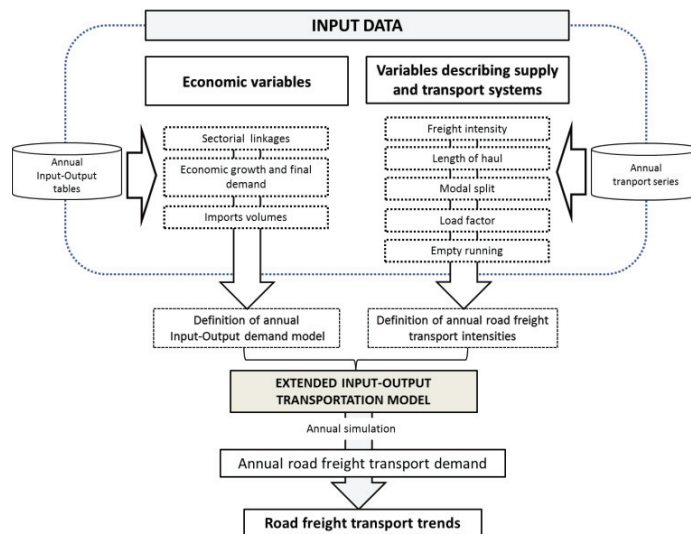 INPUT DATA
Economic variables
Variables describing supply
and transport systems
Annual
Input-Output
tables
Sectorial linkages
Economic growth and final
demand
Imports volumes
Freight intensity
Length of haul
Modal split
Load factor
Empty running
Annual
tranport series
Definition of annual
Input-Output demand model
Definition of annual road freight
transport intensities
EXTENDED INPUT-OUTPUT
TRANSPORTATION MODEL
Annual simulation
Annual road freight transport demand
Road freight transport trends